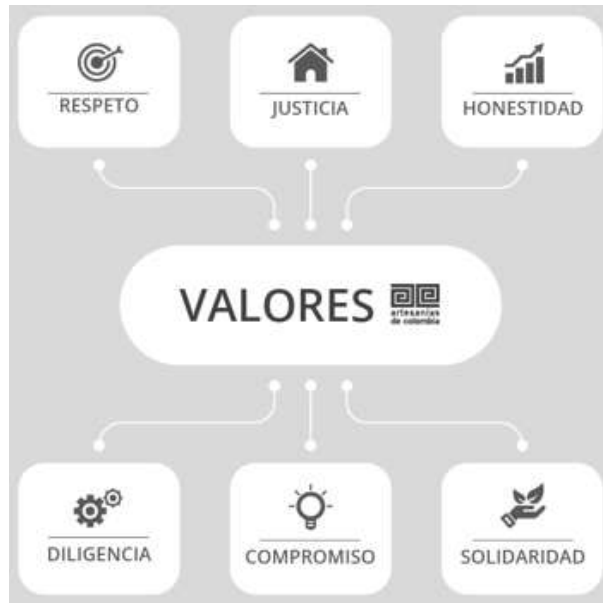 RESPETO
JUSTICIA
HONESTIDAD
VALORES
artesanías
de colombia
DILIGENCIA
COMPROMISO
SOLIDARIDAD